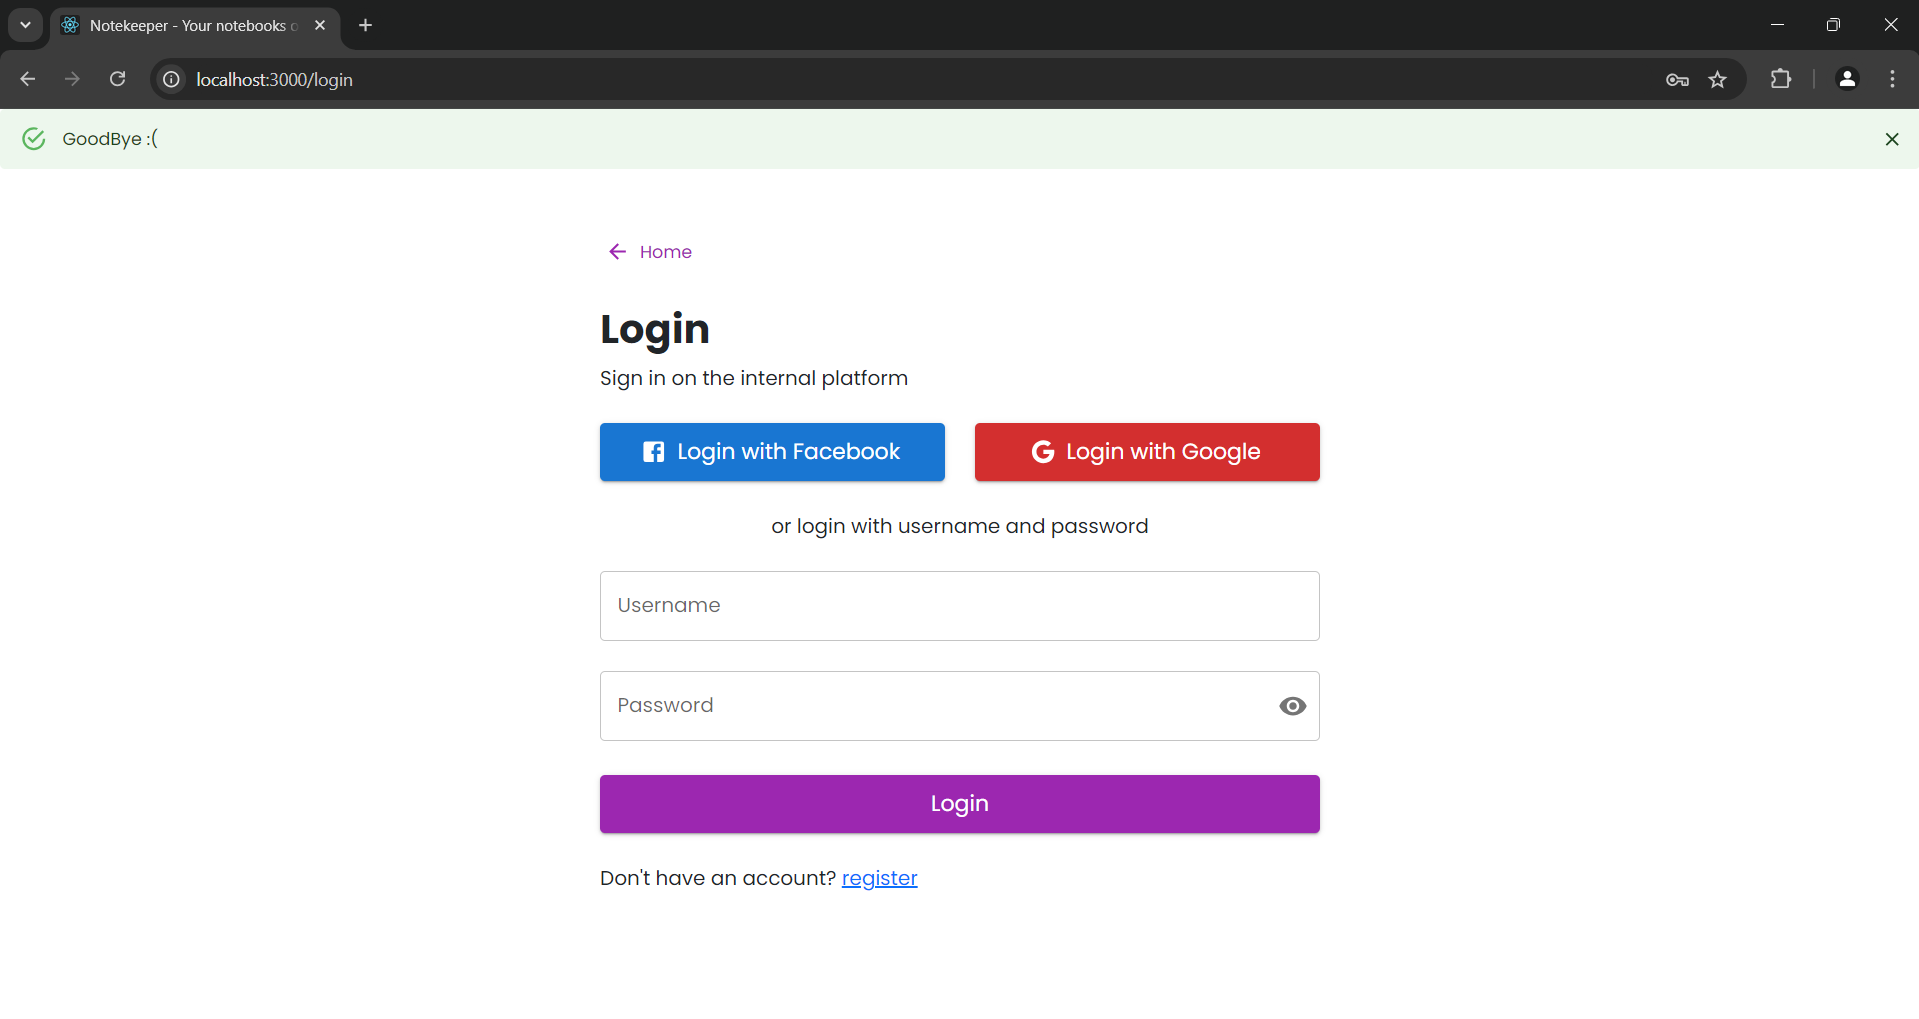 Notekeeper - Your notebooks o
localhost:3000/login
GoodBye :(
Home
Login
Sign in on the internal platform
Login with Facebook
Login with Google
or login with username and password
Username
Password
Login
Don't have an account? register